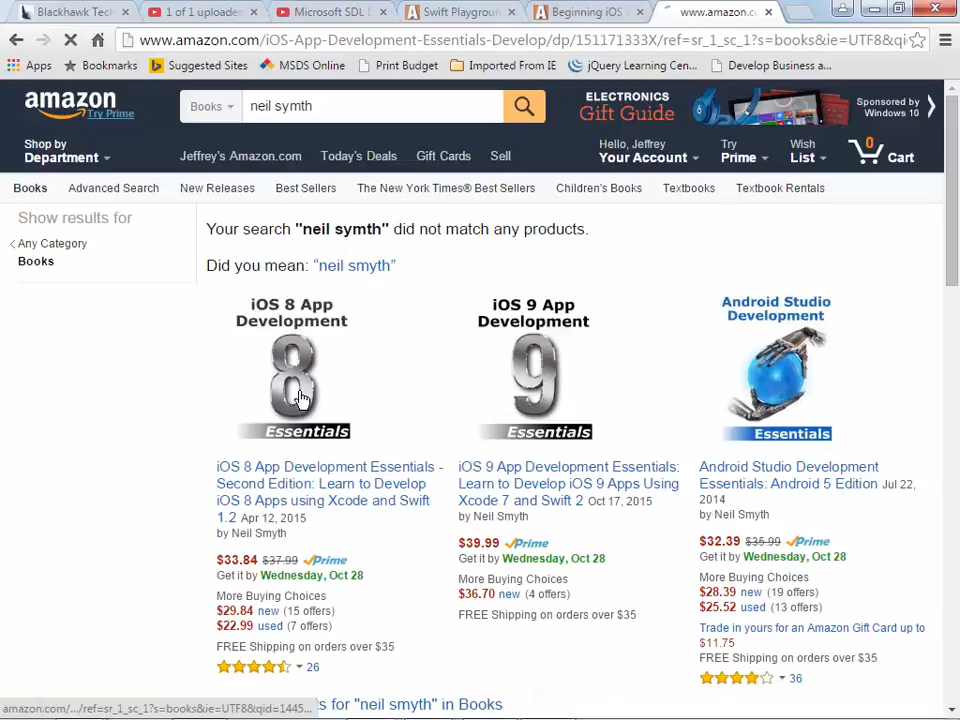 Blackhawk Tech
1 of 1 uploade
Microsoft SDL
Swift Playgroun
Beginning iOS
www.amazon.c
www.amazon.com/iOS-App-Development-Essentials-Develop/dp/151171333X/ref=sr_1_sc_1?s=books&ie=UTF8&qi
Apps Bookmarks Suggested Sites MSDS Online Print Budget Imported From IE jQuery Learning Cen... Develop Business a...
amazon
Try Prime
Books
neil symth
ELECTRONICS
Gift Guide
Sponsored by
Windows 10
Shop by
Department
Jeffrey's Amazon.com Today's Deals Gift Cards Sell
Hello, Jeffrey
Your Account
Try
Prime
Wish
List
0
Cart
Books Advanced Search New Releases Best Sellers The New York Times® Best Sellers Children's Books Textbooks Textbook Rentals
Show results for
Any Category
Books
Your search "neil symth" did not match any products.
Did you mean: “neil smyth”
iOS 8 App
Development
8
Essentials
iOS 8 App Development Essentials -
Second Edition: Learn to Develop
iOS 8 Apps using Xcode and Swift
1.2 Apr 12, 2015
by Neil Smyth
$33.84 $37.99 Prime
Get it by Wednesday, Oct 28
More Buying Choices
$29.84 new (15 offers)
$22.99 used (7 offers)
FREE Shipping on orders over $35
26
iOS 9 App
Development
9
Essentials
iOS 9 App Development Essentials:
Learn to Develop iOS 9 Apps Using
Xcode 7 and Swift 2 Oct 17, 2015
by Neil Smyth
$39.99 Prime
Get it by Wednesday, Oct 28
More Buying Choices
$36.70 new (4 offers)
FREE Shipping on orders over $35
Android Studio
Development
Essentials
Android Studio Development
Essentials: Android 5 Edition Jul 22,
2014
by Neil Smyth
$32.39 $35.99 Prime
Get it by Wednesday, Oct 28
More Buying Choices
$28.39 new (19 offers)
$25.52 used (13 offers)
Trade in yours for an Amazon Gift Card up to
$11.75
FREE Shipping on orders over $35
36
ts for "neil smyth" in Books
amazon.com/.../ref=sr_1_sc_1?s=books&ie=UTF8&qid=1445...